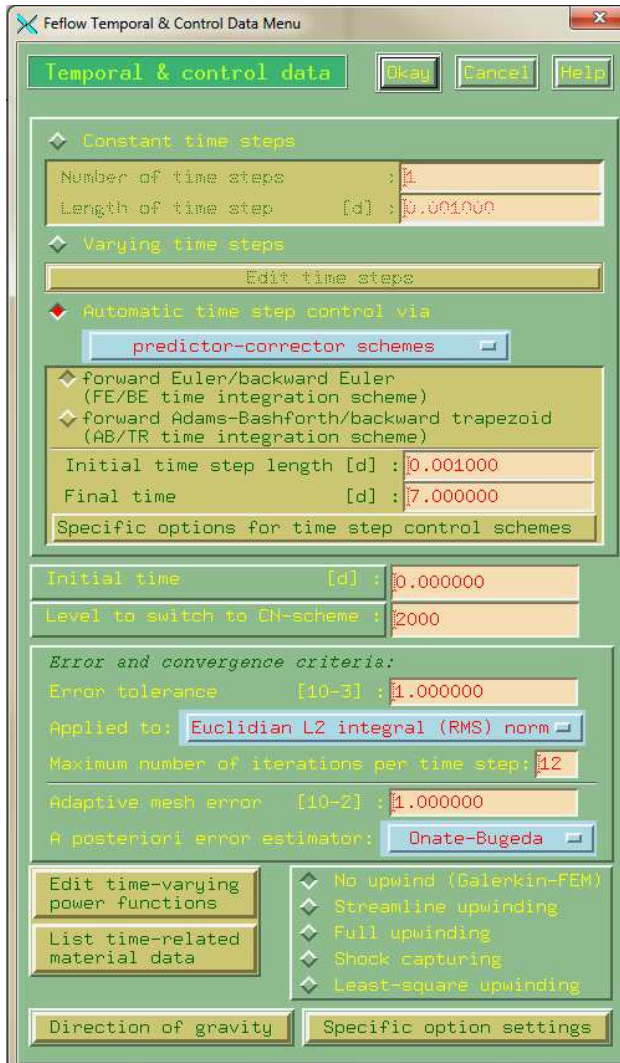 Feflow Temporal & Control Data Menu
Temporal & control data
Okay
Cancel
Help
Constant time steps
Number of time steps : 1
Length of time step [d] : 0.001000
Varying time steps
Edit time steps
Automatic time step control via
predictor-corrector schemes
forward Euler/backward Euler
(FE/BE time integration scheme)
forward Adams-Bashforth/backward trapezoid
(AB/TR time integration scheme)
Initial time step length [d] : 0.001000
Final time [d] : 7.000000
Specific options for time step control schemes
Initial time [d] : 0.000000
Level to switch to CN-scheme : 2000
Error and convergence criteria:
Error tolerance [10-3] : 1.000000
Applied to: Euclidian L2 integral (RMS) norm
Maximum number of iterations per time step: 12
Adaptive mesh error [10-2] : 1.000000
A posteriori error estimator: Onate-Bugeda
Edit time-varying
power functions
List time-related
material data
No upwind (Galerkin-FEM)
Streamline upwinding
Full upwinding
Shock capturing
Least-square upwinding
Direction of gravity
Specific option settings